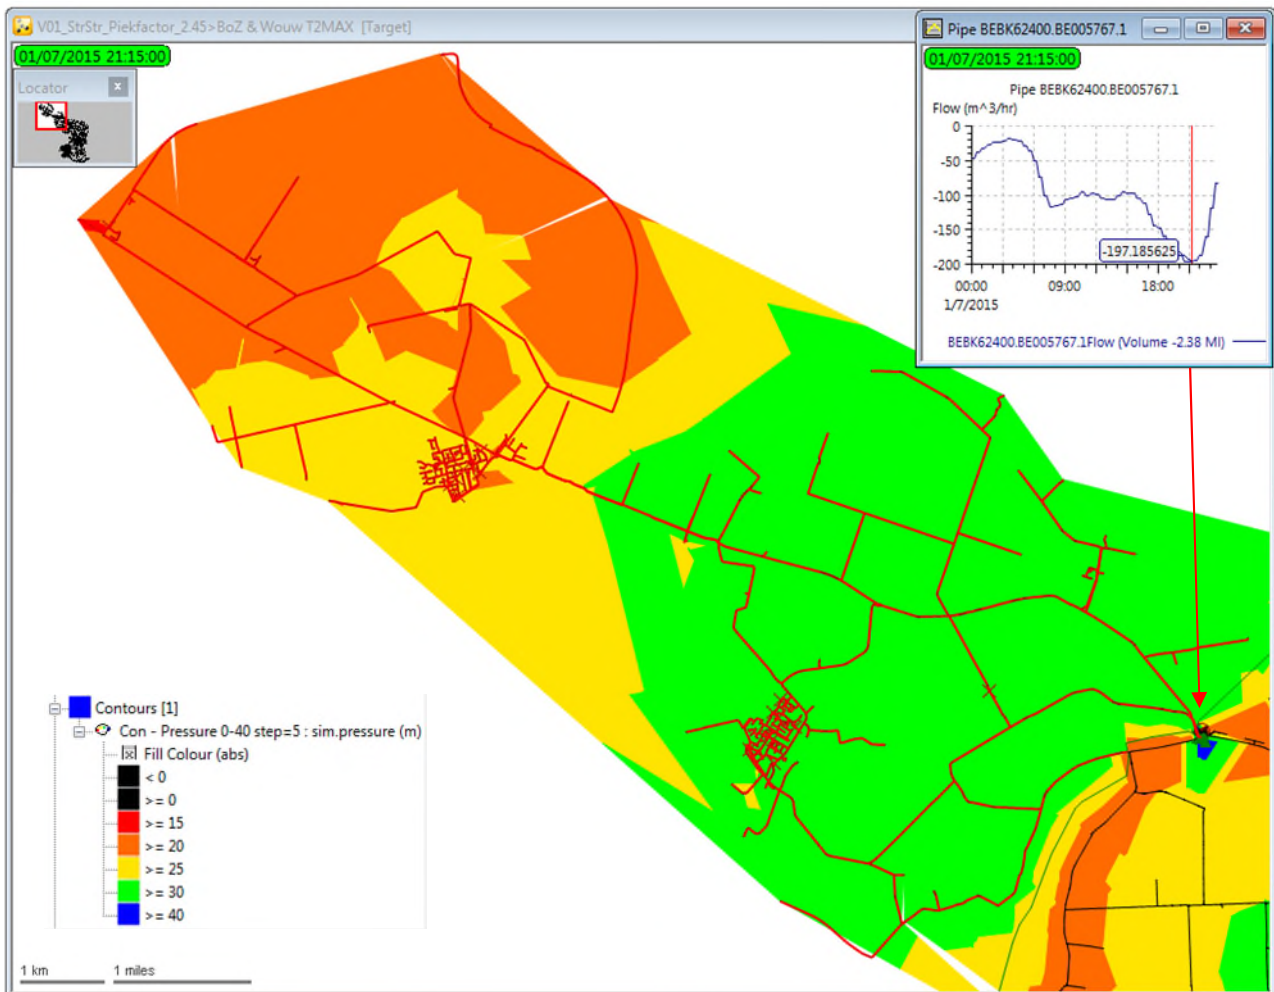 V01_StrStr_Piekfactor_2.45>BoZ & Wouw T2MAX [Target]
01/07/2015 21:15:00
Locator
x
Pipe BEBK62400.BE005767.1
01/07/2015 21:15:00
Pipe BEBK62400.BE005767.1
Flow (m^3/hr)
0
-50
-100
-150
-200
-197.185625
00:00 09:00 18:00
1/7/2015
BEBK62400.BE005767.1Flow (Volume -2.38 Ml)
Contours [1]
Con - Pressure 0-40 step=5 : sim.pressure (m)
Fill Colour (abs)
< 0
>= 0
>= 15
>= 20
>= 25
>= 30
>= 40
1 km 1 miles